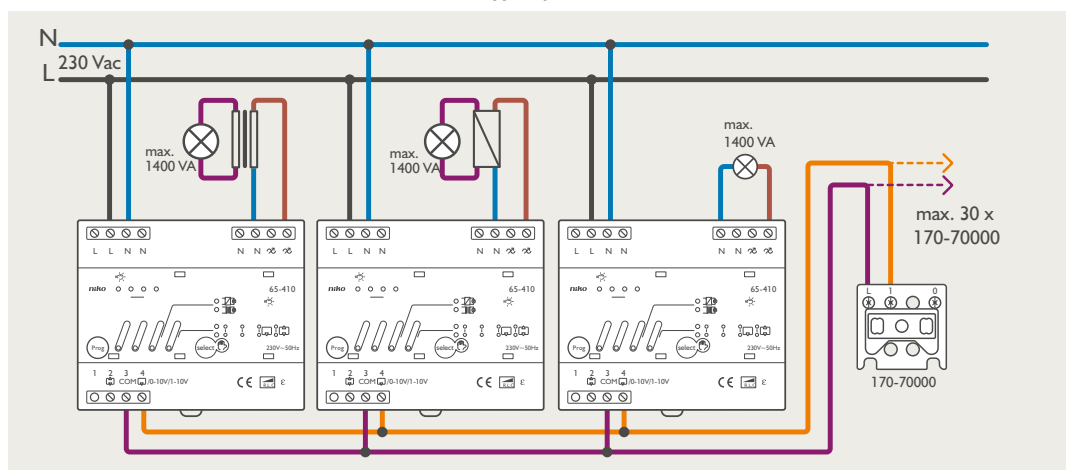 N
230 Vac
L
max.
1400 VA
max.
1400 VA
max.
1400 VA
max. 30 x
170-70000
L L N N
N N
niko
65-410
Prog
select
230V~50Hz
1 2 3 4
COM /0-10V/1-10V
CE R.L.C ε
L L N N
N N
niko
65-410
Prog
select
230V~50Hz
1 2 3 4
COM /0-10V/1-10V
CE R.L.C ε
L L N N
N N
niko
65-410
Prog
select
230V~50Hz
1 2 3 4
COM /0-10V/1-10V
CE R.L.C ε
L 1 0
170-70000